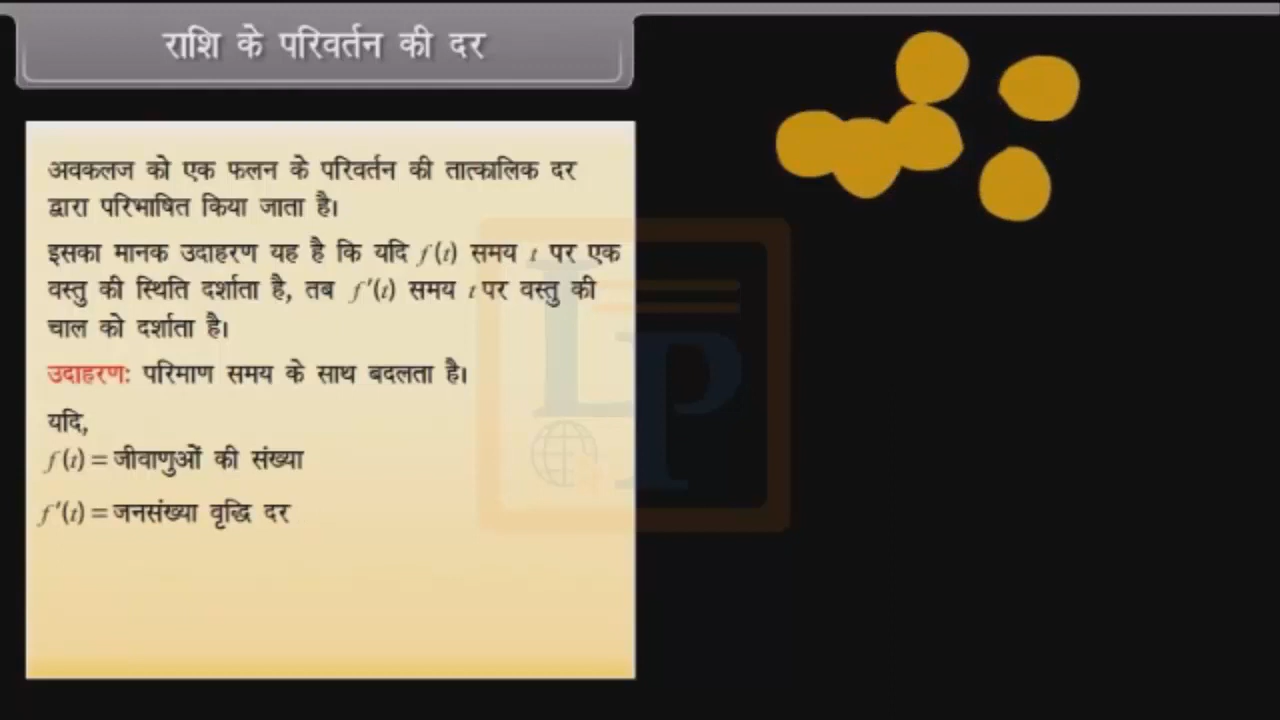 राशि के परिवर्तन की दर
अवकलज को एक फलन के परिवर्तन की तात्कालिक दर
द्वारा परिभाषित किया जाता है।
इसका मानक उदाहरण यह है कि यदि f(t) समय t पर एक
वस्तु की स्थिति दर्शाता है, तब f'(t) समय t पर वस्तु की
चाल को दर्शाता है।
उदाहरण: परिमाण समय के साथ बदलता है।
यदि,
f(t) = जीवाणुओं की संख्या
f'(t) = जनसंख्या वृद्धि दर
LP